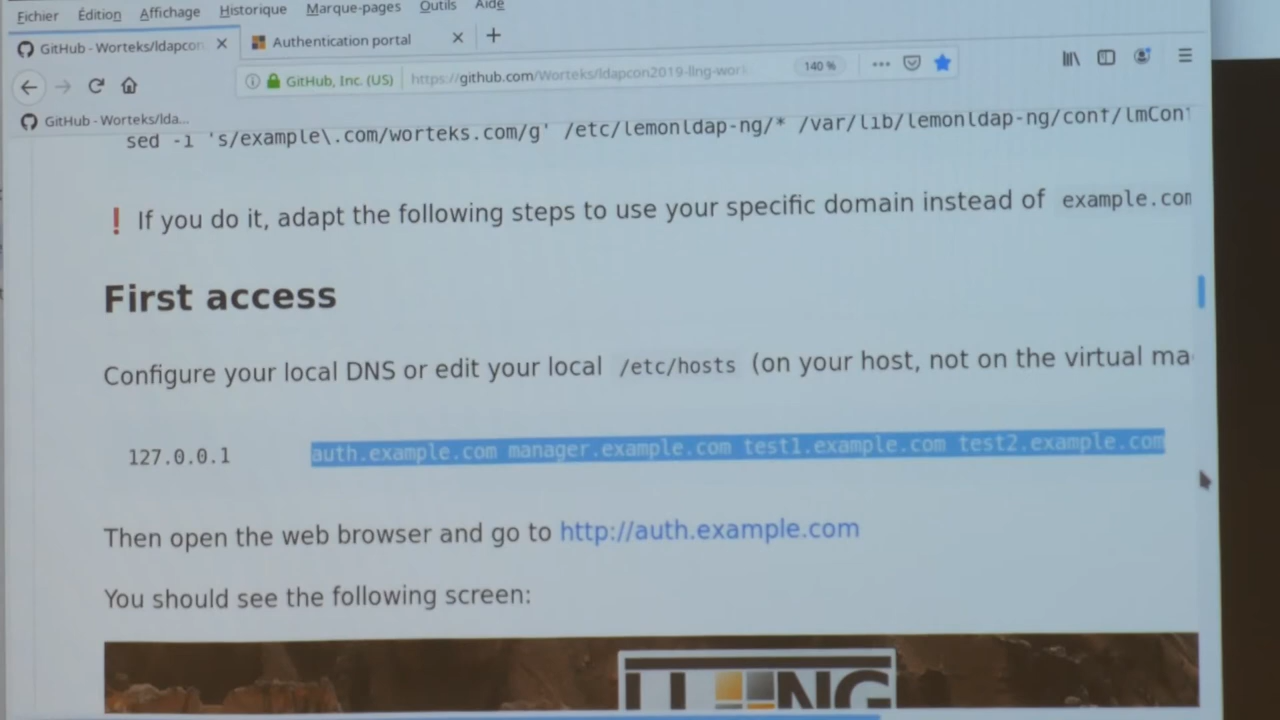 Fichier Édition Affichage Historique Marque-pages Outils Aide
GitHub - Worteks/ldapcon Authentication portal
GitHub, Inc. (US) https://github.com/Worteks/ldapcon2019-llng-work 140 %
GitHub - Worteks/lda...
sed -i 's/example\.com/worteks.com/g' /etc/lemonldap-ng/* /var/lib/lemonldap-ng/conf/lmConf
❗ If you do it, adapt the following steps to use your specific domain instead of example.com
First access
Configure your local DNS or edit your local /etc/hosts (on your host, not on the virtual ma
127.0.0.1 auth.example.com manager.example.com test1.example.com test2.example.com
Then open the web browser and go to http://auth.example.com
You should see the following screen:
LL NG